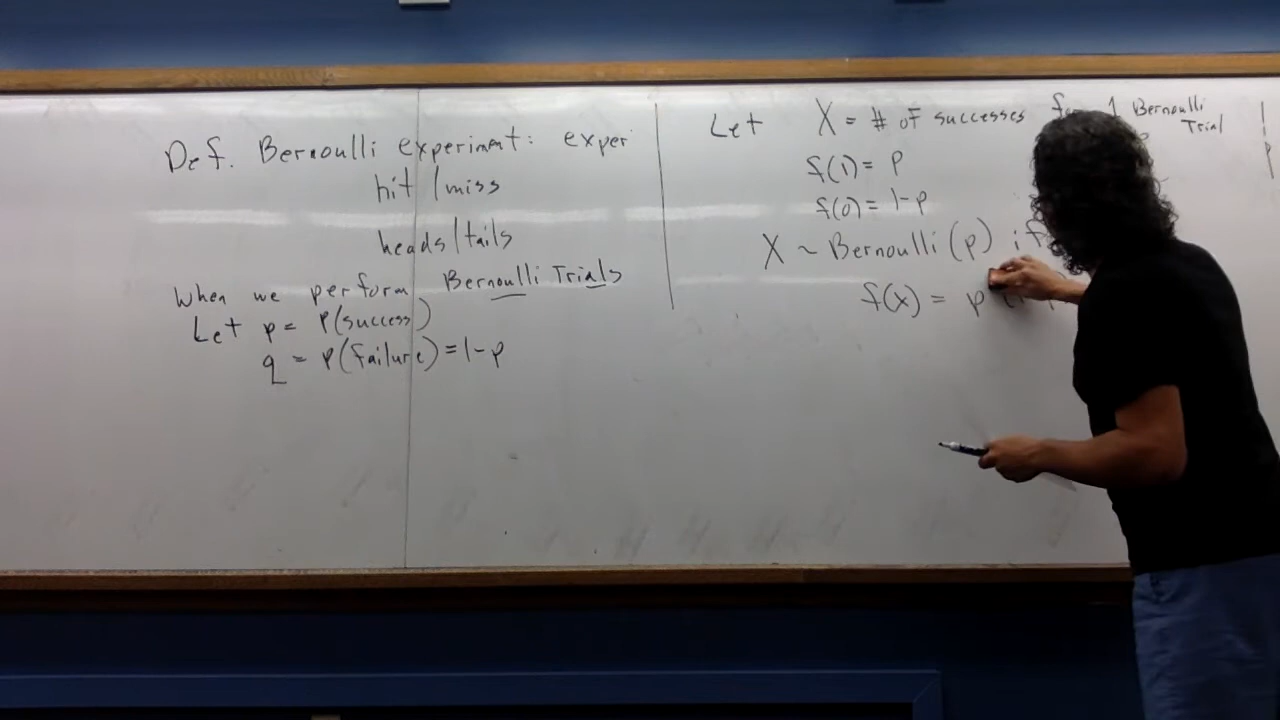 Def. Bernoulli experiment: exper
hit / miss
heads/tails
When we perform Bernoulli Trials
Let p = P(success)
q = P(failure) = 1-p
Let X = # of successes for 1 Bernoulli
Trial
f(1) = p
f(0) = 1-p
X ~ Bernoulli (p) if
f(x) = p